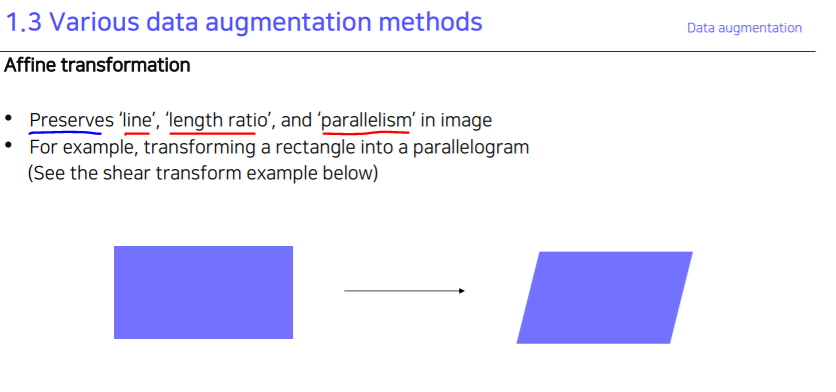 1.3 Various data augmentation methods
Data augmentation
Affine transformation
• Preserves ‘line’, ‘length ratio’, and ‘parallelism’ in image
• For example, transforming a rectangle into a parallelogram
(See the shear transform example below)